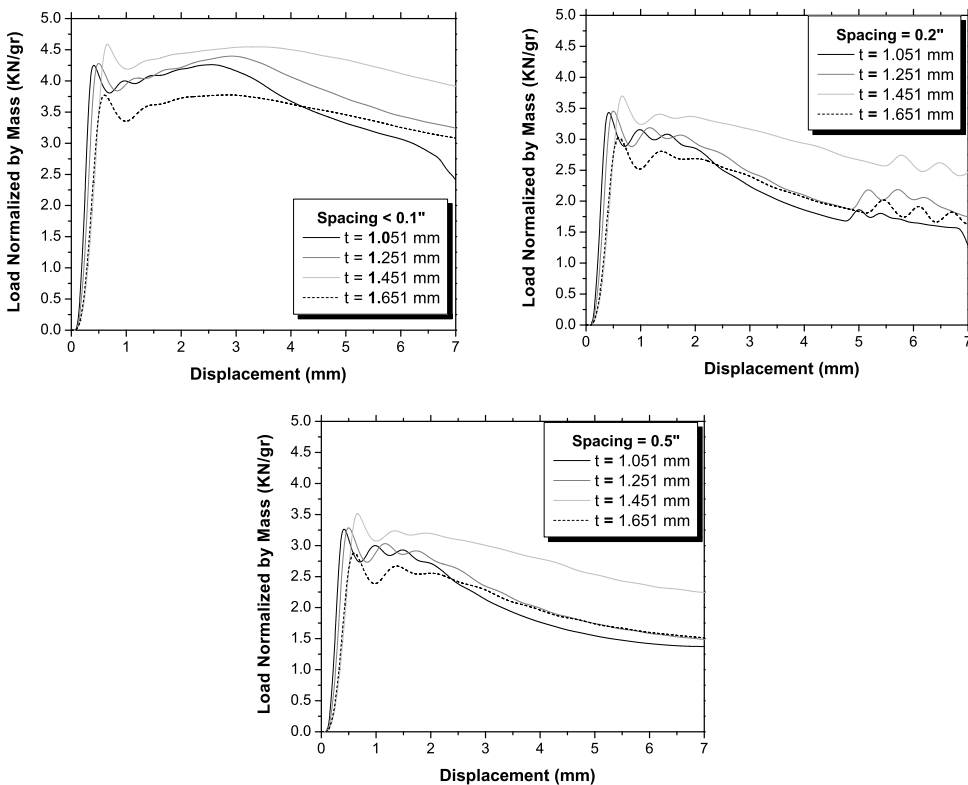 Load Normalized by Mass (KN/gr)
5.0
4.5
4.0
3.5
3.0
2.5
2.0
1.5
1.0
0.5
0.0
Spacing < 0.1"
t = 1.051 mm
t = 1.251 mm
t = 1.451 mm
t = 1.651 mm
0 1 2 3 4 5 6 7
Displacement (mm)
Load Normalized by Mass (KN/gr)
5.0
4.5
4.0
3.5
3.0
2.5
2.0
1.5
1.0
0.5
0.0
Spacing = 0.2"
t = 1.051 mm
t = 1.251 mm
t = 1.451 mm
t = 1.651 mm
0 1 2 3 4 5 6 7
Displacement (mm)
Load Normalized by Mass (KN/gr)
5.0
4.5
4.0
3.5
3.0
2.5
2.0
1.5
1.0
0.5
0.0
Spacing = 0.5"
t = 1.051 mm
t = 1.251 mm
t = 1.451 mm
t = 1.651 mm
0 1 2 3 4 5 6 7
Displacement (mm)